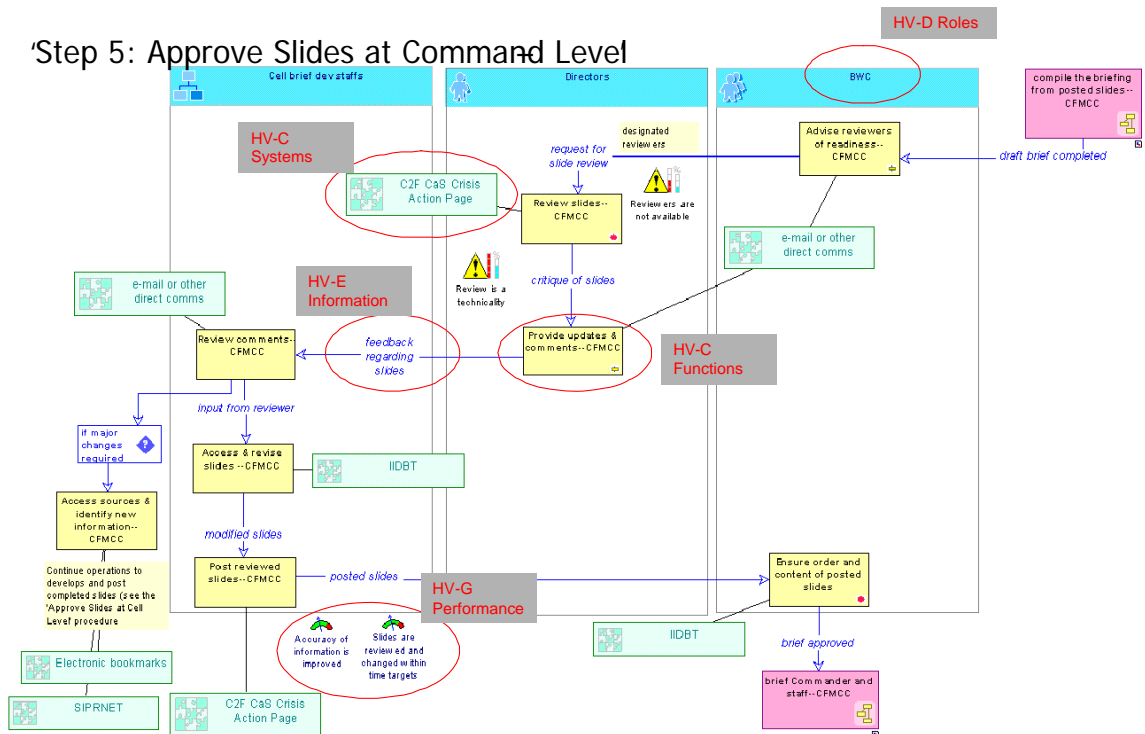 HV-D Roles
'Step 5: Approve Slides at Command Level
Cell brief dev staffs
Directors
BWC
compile the briefing
from posted slides--
CFMCC
HV-C
Systems
designated
reviewers
request for
slide review
Advise reviewers
of readiness--
CFMCC
draft brief completed
C2F CaS Crisis
Action Page
Review slides--
CFMCC
Reviewers are
not available
e-mail or other
direct comms
Review is a
technicality
critique of slides
e-mail or other
direct comms
HV-E
Information
Review comments--
CFMCC
feedback
regarding
slides
Provide updates &
comments--CFMCC
HV-C
Functions
input from reviewer
if major
changes
required
Access & revise
slides --CFMCC
IIDBT
Access sources &
identify new
information--
CFMCC
modified slides
Continue operations to
develops and post
completed slides (see the
'Approve Slides at Cell
Level' procedure
Post reviewed
slides--CFMCC
posted slides
HV-G
Performance
Ensure order and
content of posted
slides
Accuracy of
information is
improved
Slides are
reviewed and
changed within
time targets
IIDBT
brief approved
Electronic bookmarks
SIPRNET
C2F CaS Crisis
Action Page
brief Commander and
staff--CFMCC